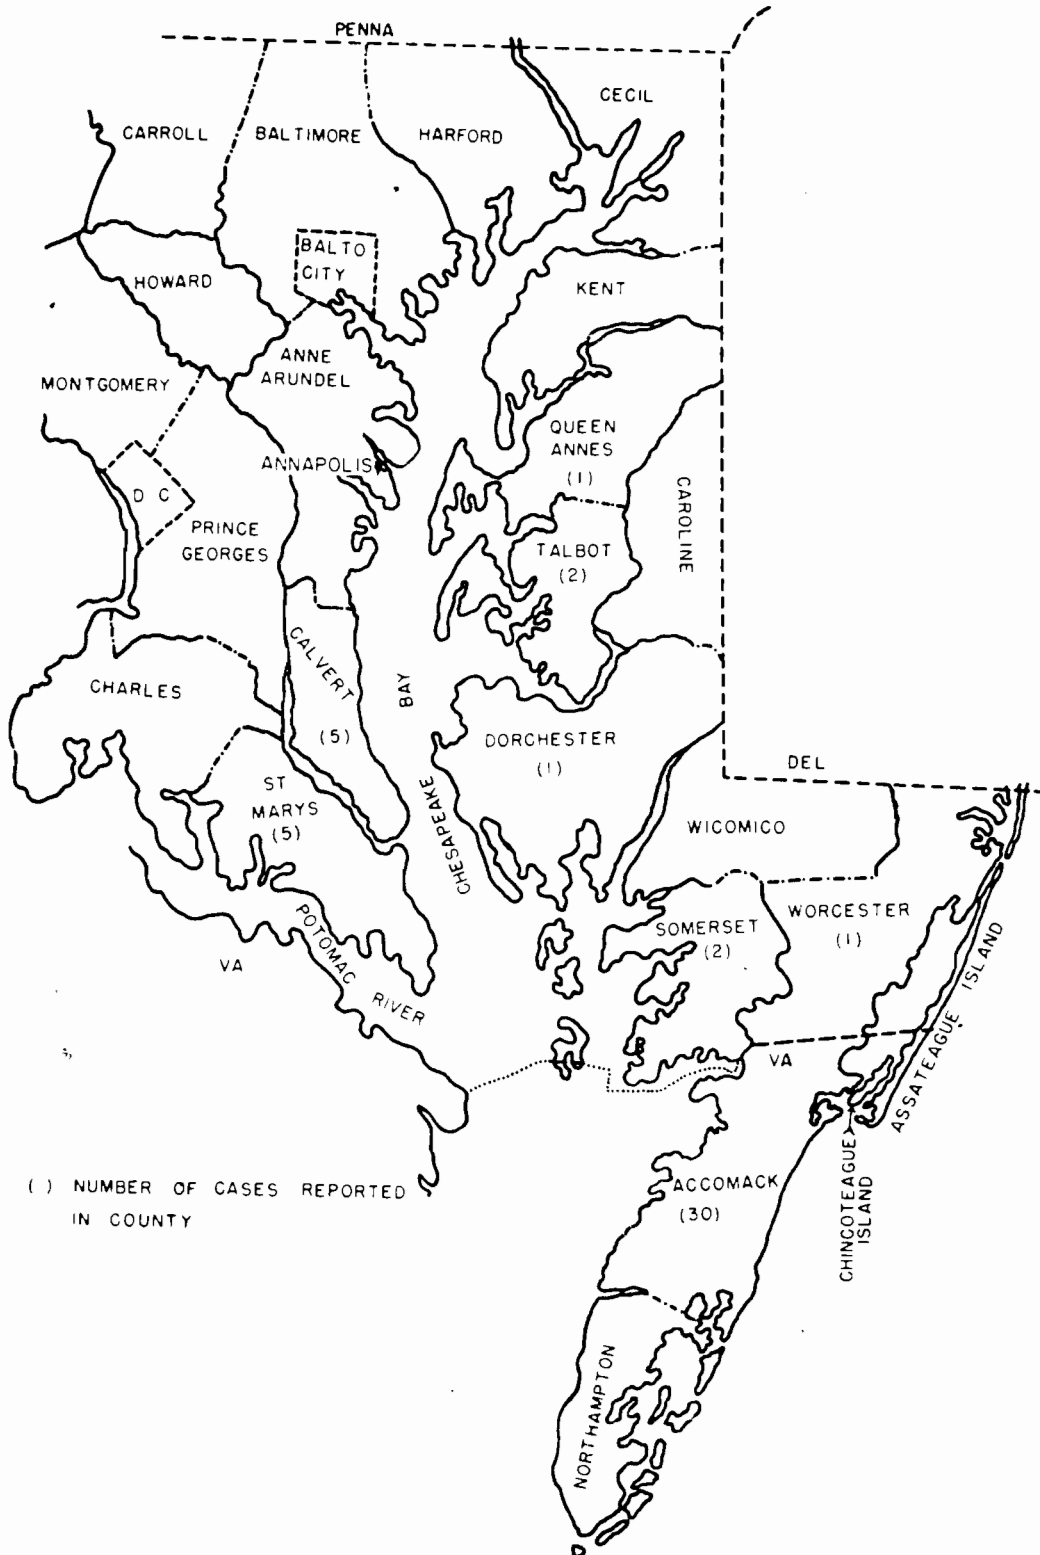 PENNA
CECIL
CARROLL
BALTIMORE
HARFORD
BALTO
CITY
HOWARD
KENT
ANNE
ARUNDEL
MONTGOMERY
QUEEN
ANNES
(1)
ANNAPOLIS
CAROLINE
D C
PRINCE
GEORGES
TALBOT
(2)
CALVERT
(5)
CHARLES
BAY
CHESAPEAKE
DORCHESTER
(1)
DEL
ST
MARYS
(5)
WICOMICO
WORCESTER
(1)
SOMERSET
(2)
POTOMAC
RIVER
VA
VA
ASSATEAGUE ISLAND
CHINCOTEAGUE
ISLAND
( ) NUMBER OF CASES REPORTED
IN COUNTY
ACCOMACK
(30)
NORTHAMPTON